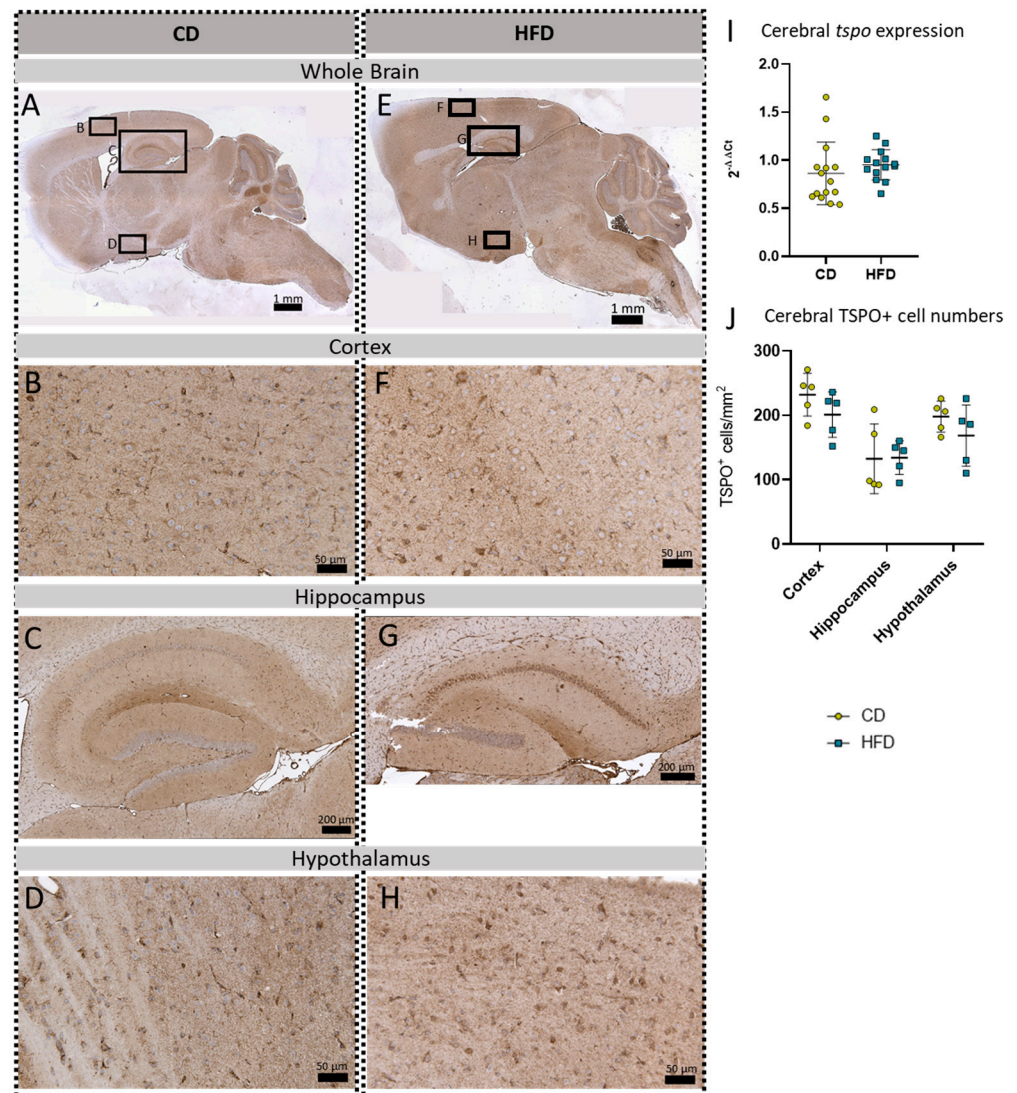 CD
HFD
Whole Brain
A
B
C
D
1 mm
E
F
G
H
1 mm
Cortex
B
50 µm
F
50 µm
Hippocampus
C
200 µm
G
200 µm
Hypothalamus
D
50 µm
H
50 µm
I
Cerebral tspo expression
2.0
1.5
1.0
0.5
0.0
2^-ΔΔCt
CD
HFD
J
Cerebral TSPO+ cell numbers
300
200
100
0
TSPO⁺ cells/mm²
Cortex
Hippocampus
Hypothalamus
CD
HFD